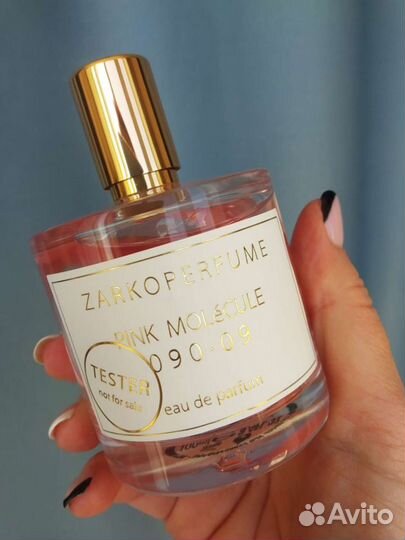 ZARKOPERFUME
PINK MOLéCULE
090·09
TESTER
not for sale
eau de parfum
Avito